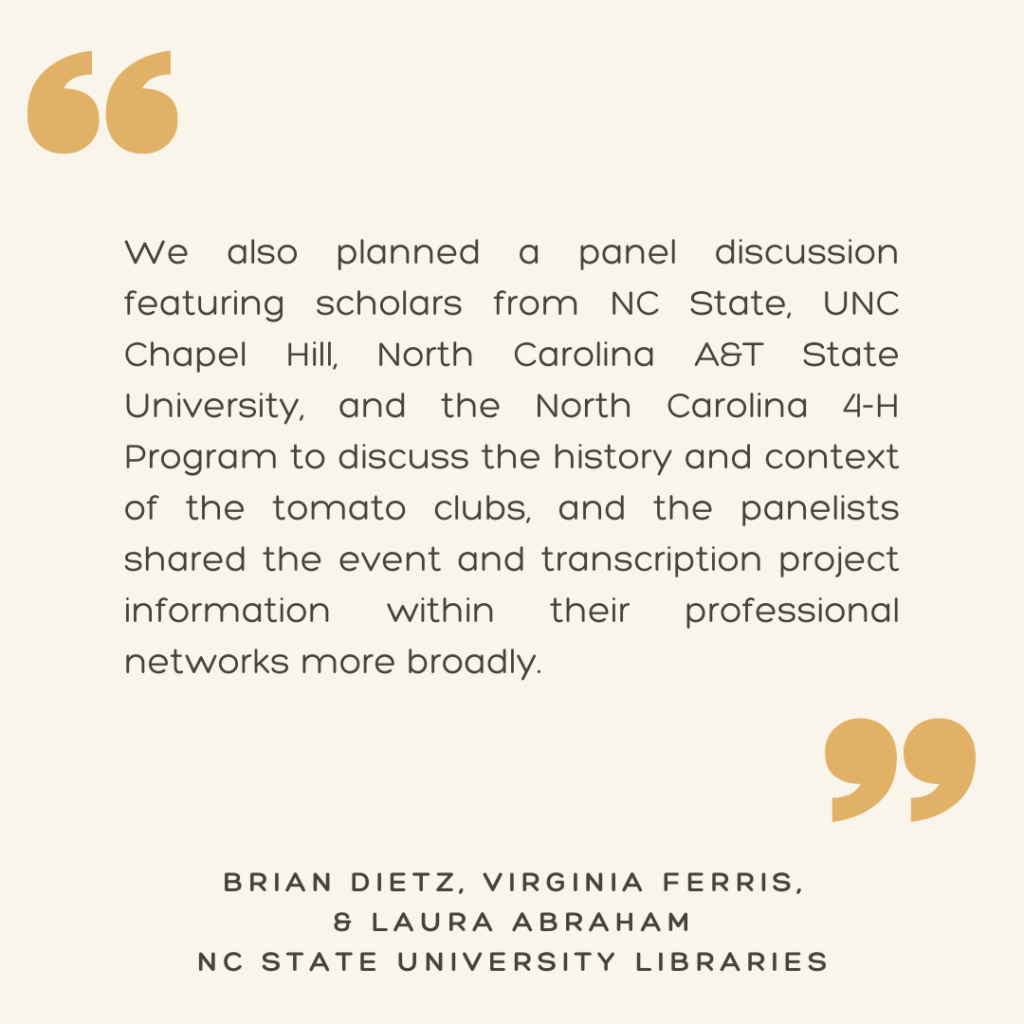 “
We also planned a panel discussion
featuring scholars from NC State, UNC
Chapel Hill, North Carolina A&T State
University, and the North Carolina 4-H
Program to discuss the history and context
of the tomato clubs, and the panelists
shared the event and transcription project
information within their professional
networks more broadly.
”
BRIAN DIETZ, VIRGINIA FERRIS,
& LAURA ABRAHAM
NC STATE UNIVERSITY LIBRARIES